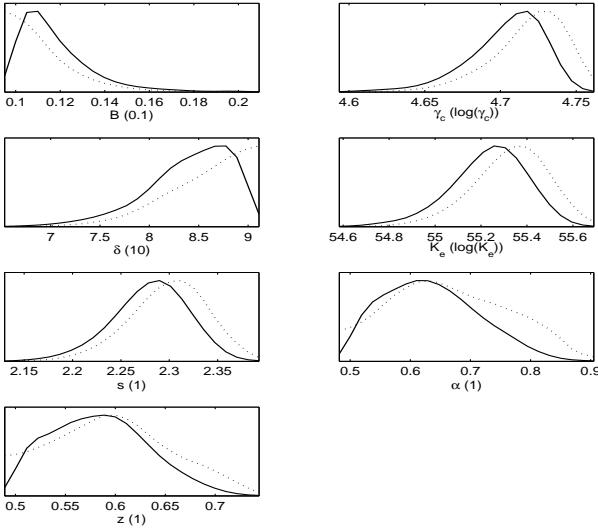 0.1 0.12 0.14 0.16 0.18 0.2
B (0.1)
4.6 4.65 4.7 4.75
γc (log(γc))
7 7.5 8 8.5 9
δ (10)
54.6 54.8 55 55.2 55.4 55.6
Ke (log(Ke))
2.15 2.2 2.25 2.3 2.35
s (1)
0.5 0.6 0.7 0.8 0.9
α (1)
0.5 0.55 0.6 0.65 0.7
z (1)